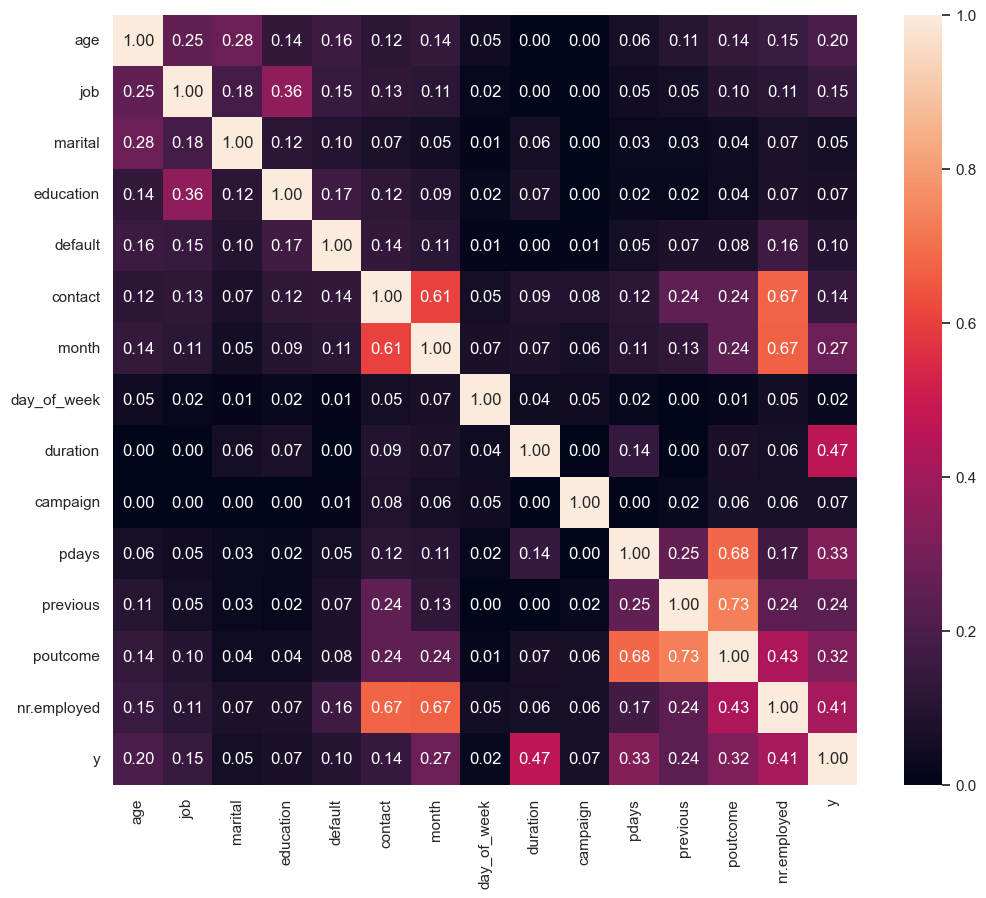 age 1.00 0.25 0.28 0.14 0.16 0.12 0.14 0.05 0.00 0.00 0.06 0.11 0.14 0.15 0.20
job 0.25 1.00 0.18 0.36 0.15 0.13 0.11 0.02 0.00 0.00 0.05 0.05 0.10 0.11 0.15
marital 0.28 0.18 1.00 0.12 0.10 0.07 0.05 0.01 0.06 0.00 0.03 0.03 0.04 0.07 0.05
education 0.14 0.36 0.12 1.00 0.17 0.12 0.09 0.02 0.07 0.00 0.02 0.02 0.04 0.07 0.07
default 0.16 0.15 0.10 0.17 1.00 0.14 0.11 0.01 0.00 0.01 0.05 0.07 0.08 0.16 0.10
contact 0.12 0.13 0.07 0.12 0.14 1.00 0.61 0.05 0.09 0.08 0.12 0.24 0.24 0.67 0.14
month 0.14 0.11 0.05 0.09 0.11 0.61 1.00 0.07 0.07 0.06 0.11 0.13 0.24 0.67 0.27
day_of_week 0.05 0.02 0.01 0.02 0.01 0.05 0.07 1.00 0.04 0.05 0.02 0.00 0.01 0.05 0.02
duration 0.00 0.00 0.06 0.07 0.00 0.09 0.07 0.04 1.00 0.00 0.14 0.00 0.07 0.06 0.47
campaign 0.00 0.00 0.00 0.00 0.01 0.08 0.06 0.05 0.00 1.00 0.00 0.02 0.06 0.06 0.07
pdays 0.06 0.05 0.03 0.02 0.05 0.12 0.11 0.02 0.14 0.00 1.00 0.25 0.68 0.17 0.33
previous 0.11 0.05 0.03 0.02 0.07 0.24 0.13 0.00 0.00 0.02 0.25 1.00 0.73 0.24 0.24
poutcome 0.14 0.10 0.04 0.04 0.08 0.24 0.24 0.01 0.07 0.06 0.68 0.73 1.00 0.43 0.32
nr.employed 0.15 0.11 0.07 0.07 0.16 0.67 0.67 0.05 0.06 0.06 0.17 0.24 0.43 1.00 0.41
y 0.20 0.15 0.05 0.07 0.10 0.14 0.27 0.02 0.47 0.07 0.33 0.24 0.32 0.41 1.00
age job marital education default contact month day_of_week duration campaign pdays previous poutcome nr.employed y
1.0
0.8
0.6
0.4
0.2
0.0